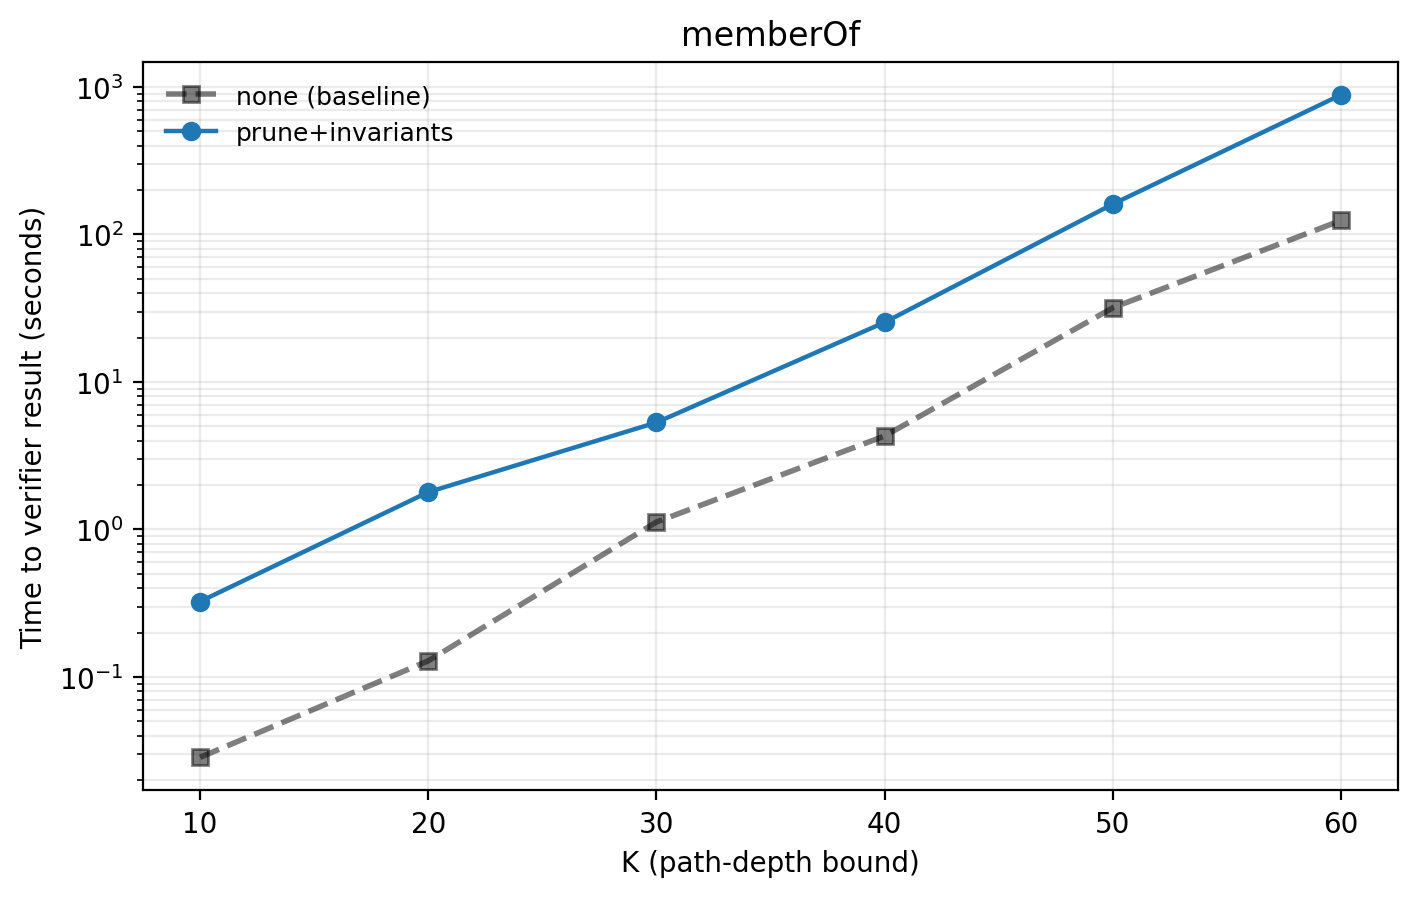 memberOf
none (baseline)
prune+invariants
Time to verifier result (seconds)
10³
10²
10¹
10⁰
10⁻¹
10 20 30 40 50 60
K (path-depth bound)